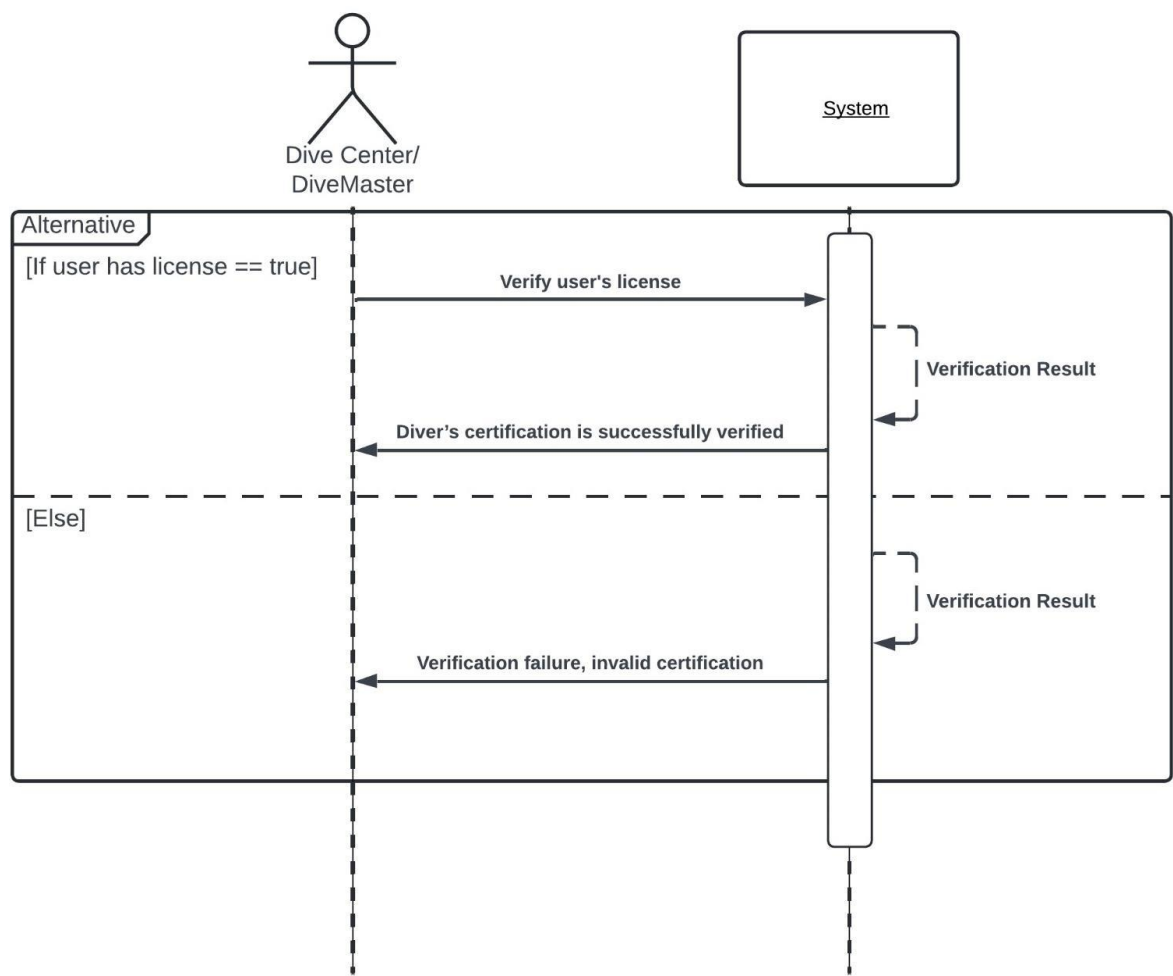 Dive Center/
DiveMaster
System
Alternative
[If user has license == true]
Verify user's license
Verification Result
Diver’s certification is successfully verified
[Else]
Verification Result
Verification failure, invalid certification